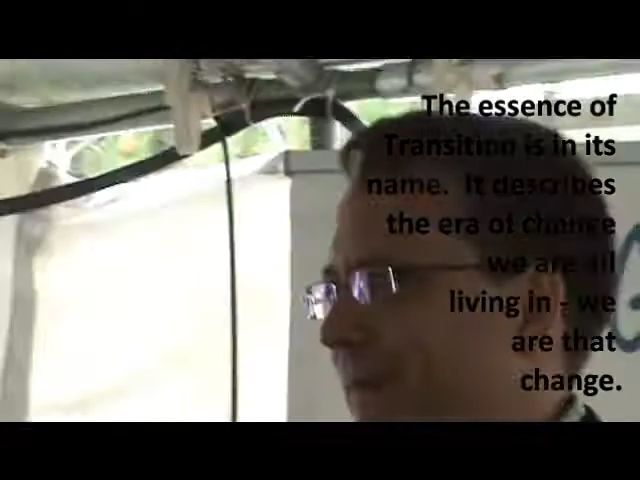 The essence of
Transition is in its
name. It describes
the era of change
we are all
living in - we
are that
change.